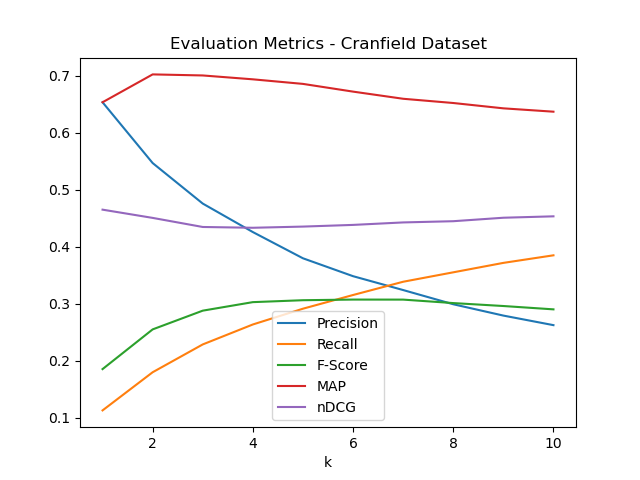 Evaluation Metrics - Cranfield Dataset
0.7
0.6
0.5
0.4
0.3
0.2
0.1
Precision
Recall
F-Score
MAP
nDCG
2 4 6 8 10
k